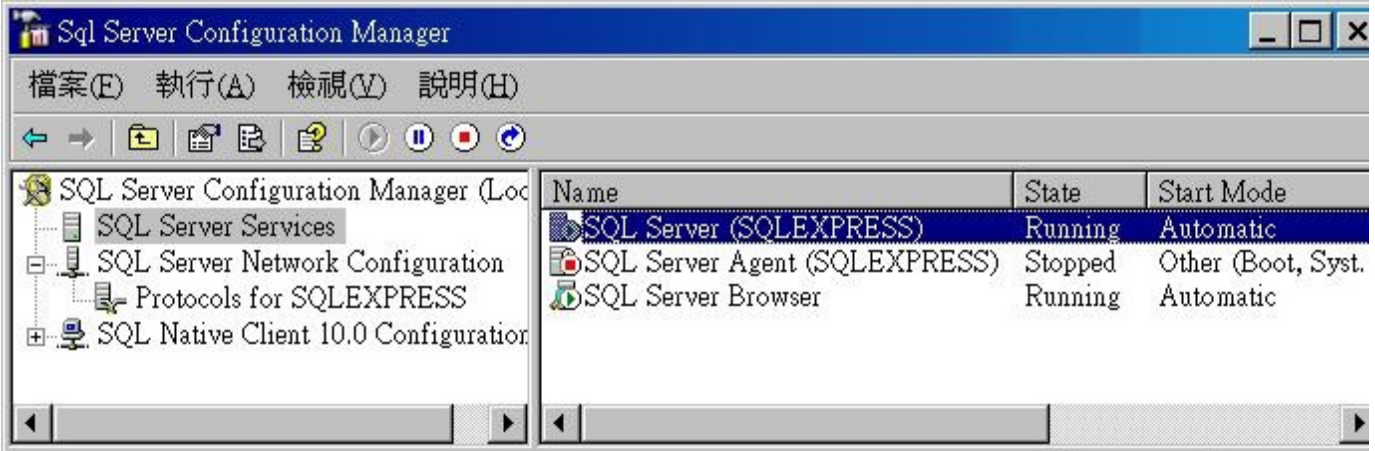 Sql Server Configuration Manager
檔案(F) 執行(A) 檢視(V) 說明(H)
SQL Server Configuration Manager (Loc
SQL Server Services
SQL Server Network Configuration
Protocols for SQLEXPRESS
SQL Native Client 10.0 Configuration
Name State Start Mode
SQL Server (SQLEXPRESS) Running Automatic
SQL Server Agent (SQLEXPRESS) Stopped Other (Boot, Syst.
SQL Server Browser Running Automatic